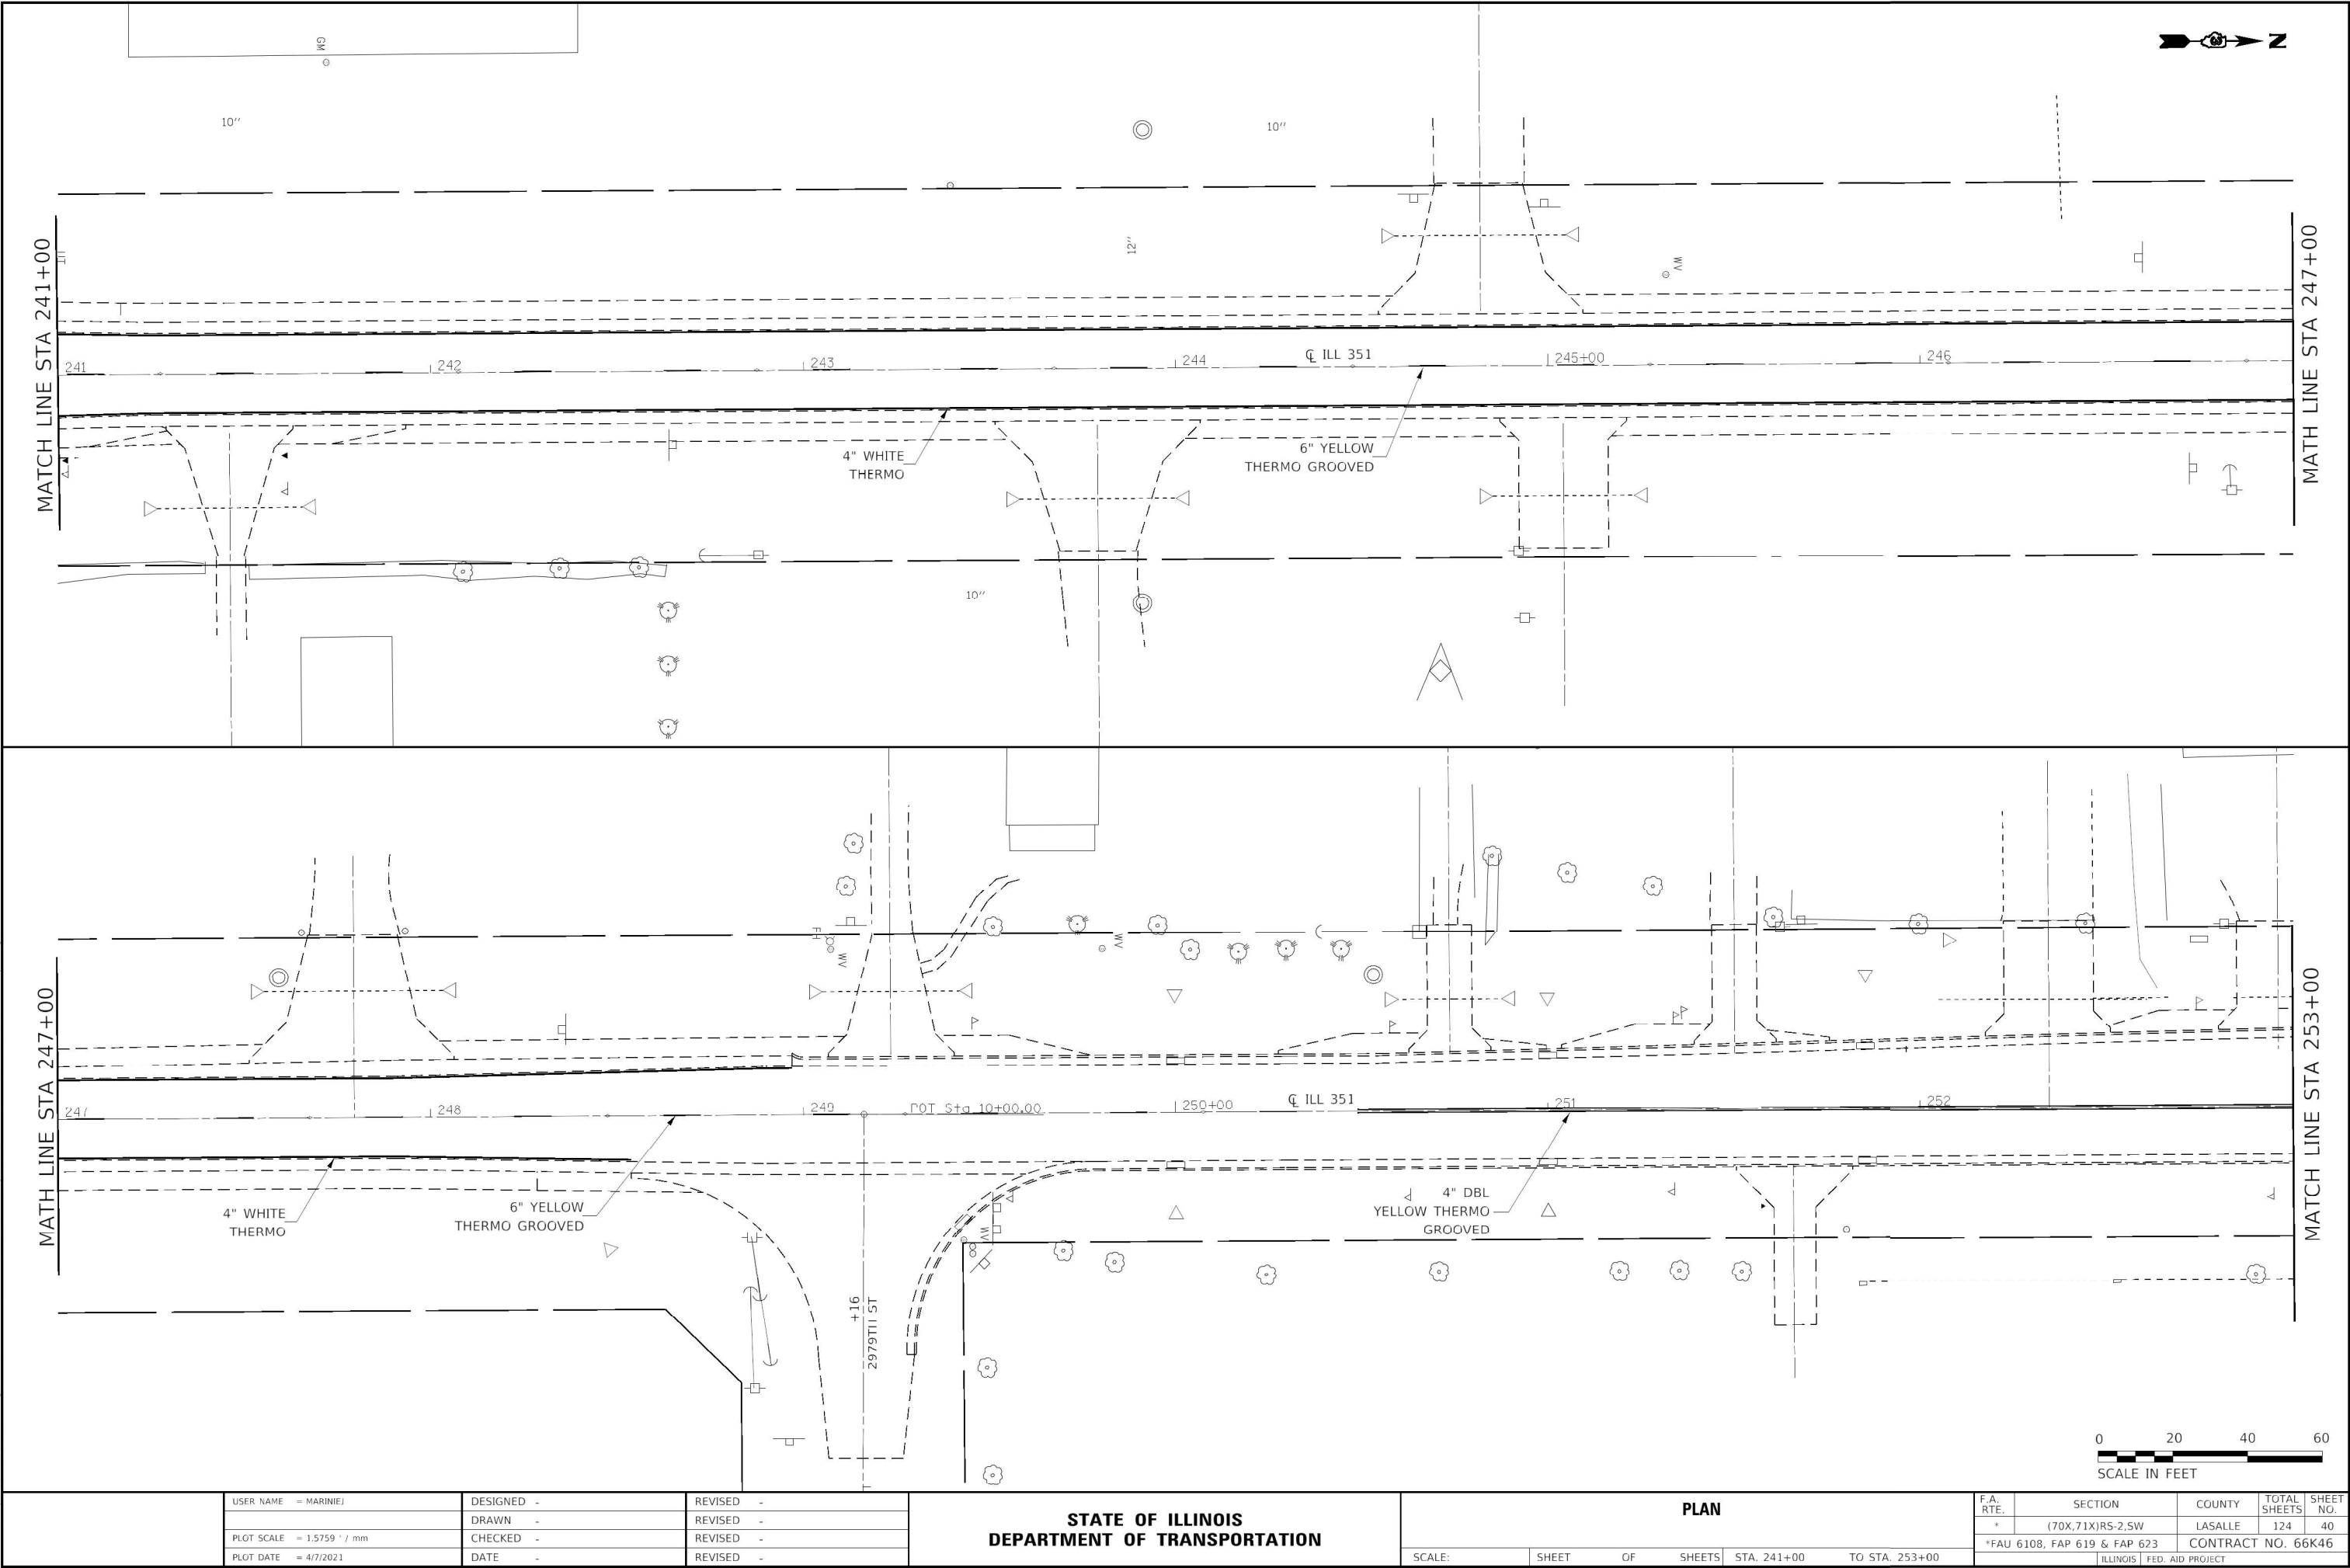 GM
N
10''
10''
12''
MATCH LINE STA 241+00
MATH LINE STA 247+00
WV
241
242
243
244
℄ ILL 351
245+00
246
4" WHITE
THERMO
6" YELLOW
THERMO GROOVED
10''
MATH LINE STA 247+00
MATCH LINE STA 253+00
FH
WV
WV
247
248
249
POT Sta 10+00.00
250+00
℄ ILL 351
251
252
4" WHITE
THERMO
6" YELLOW
THERMO GROOVED
WV
4" DBL
YELLOW THERMO
GROOVED
+16
2979TH ST
0 20 40 60
SCALE IN FEET
USER NAME = MARINIEJ
PLOT SCALE = 1.5759 ' / mm
PLOT DATE = 4/7/2021
DESIGNED -
DRAWN -
CHECKED -
DATE -
REVISED -
REVISED -
REVISED -
REVISED -
STATE OF ILLINOIS
DEPARTMENT OF TRANSPORTATION
PLAN
SCALE: SHEET OF SHEETS STA. 241+00 TO STA. 253+00
F.A. RTE. SECTION COUNTY TOTAL SHEETS SHEET NO.
* (70X,71X)RS-2,SW LASALLE 124 40
*FAU 6108, FAP 619 & FAP 623 CONTRACT NO. 66K46
ILLINOIS FED. AID PROJECT